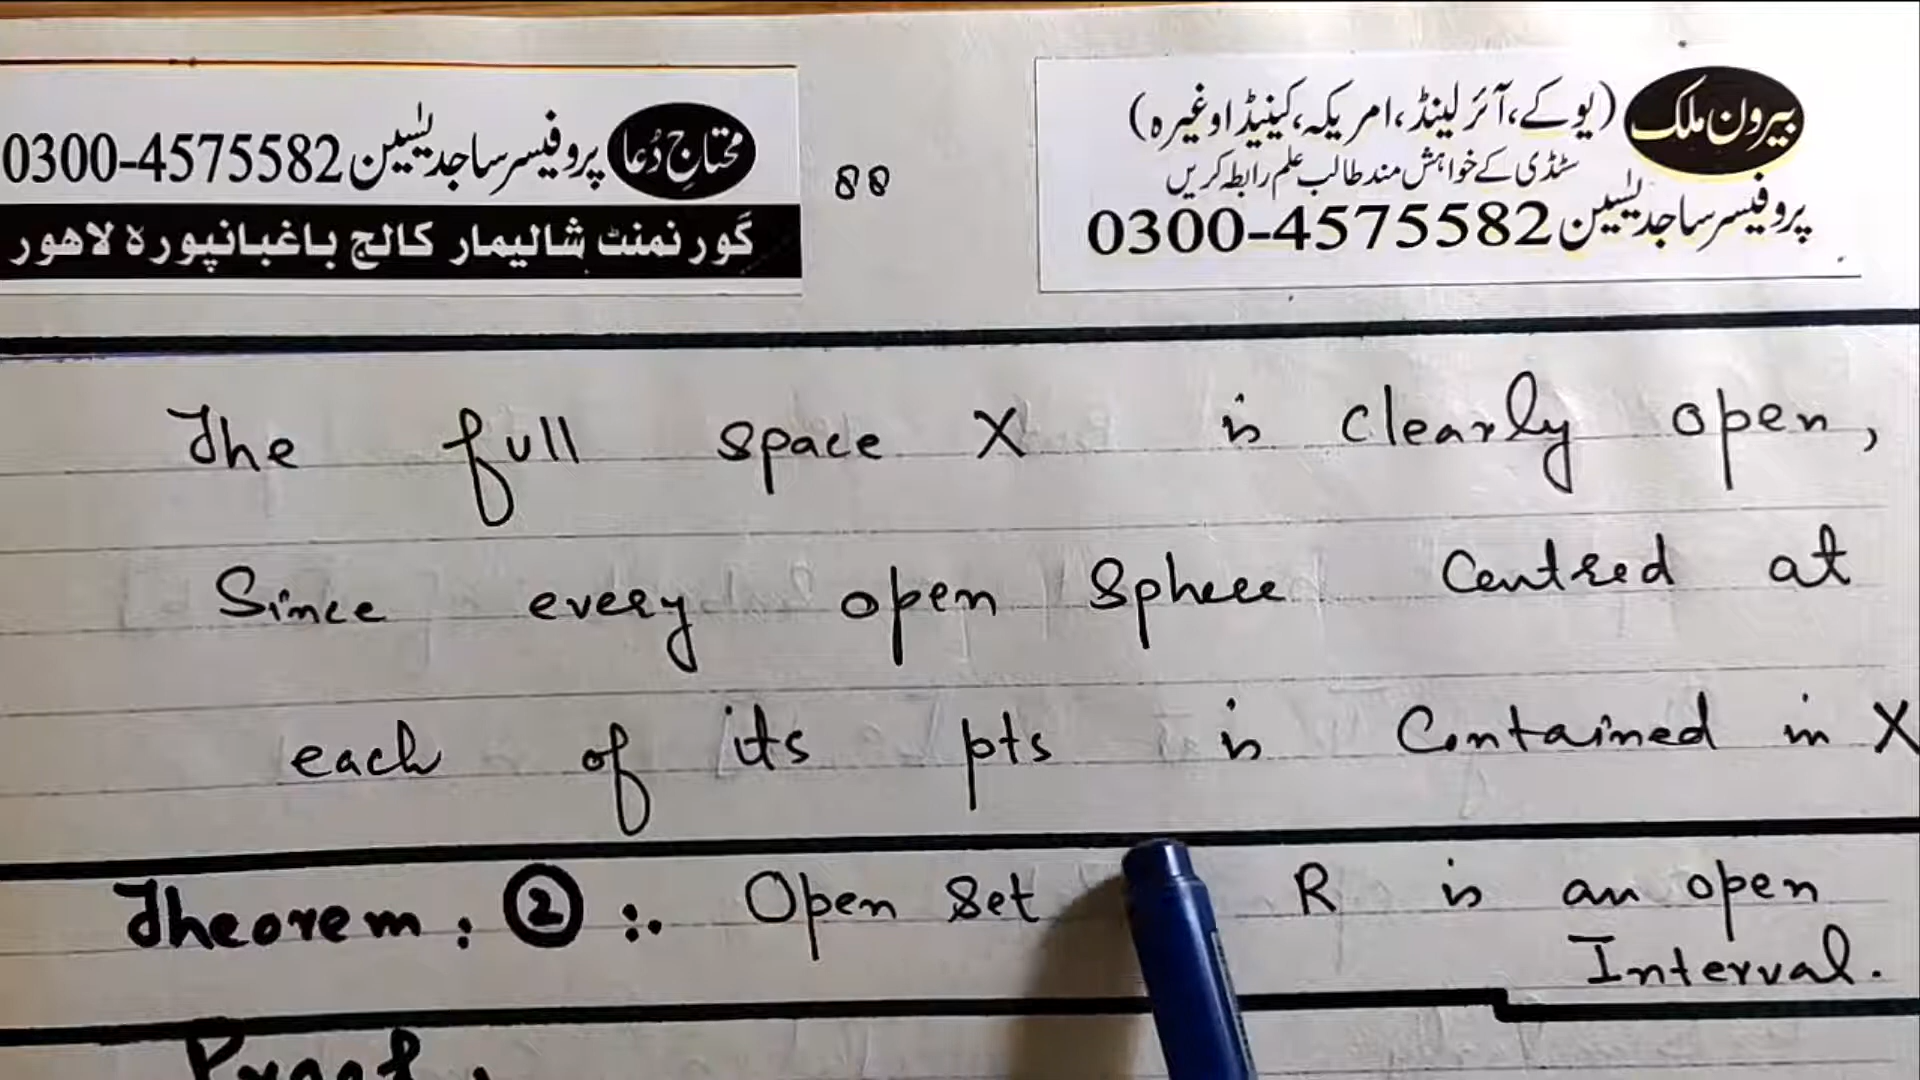 محتاجِ دُعا پروفیسر ساجد یٰسین 0300-4575582
گورنمنٹ شالیمار کالج باغبانپورہ لاہور
88
بیرون ملک (یوکے، آئرلینڈ، امریکہ، کینیڈا وغیرہ)
سٹڈی کے خواہش مند طالب علم رابطہ کریں
پروفیسر ساجد یٰسین 0300-4575582
The full space X is clearly open,
Since every open sphere centred at
each of its pts is contained in X
Theorem: 2 :. Open Set R is an open
Interval.
Proof: